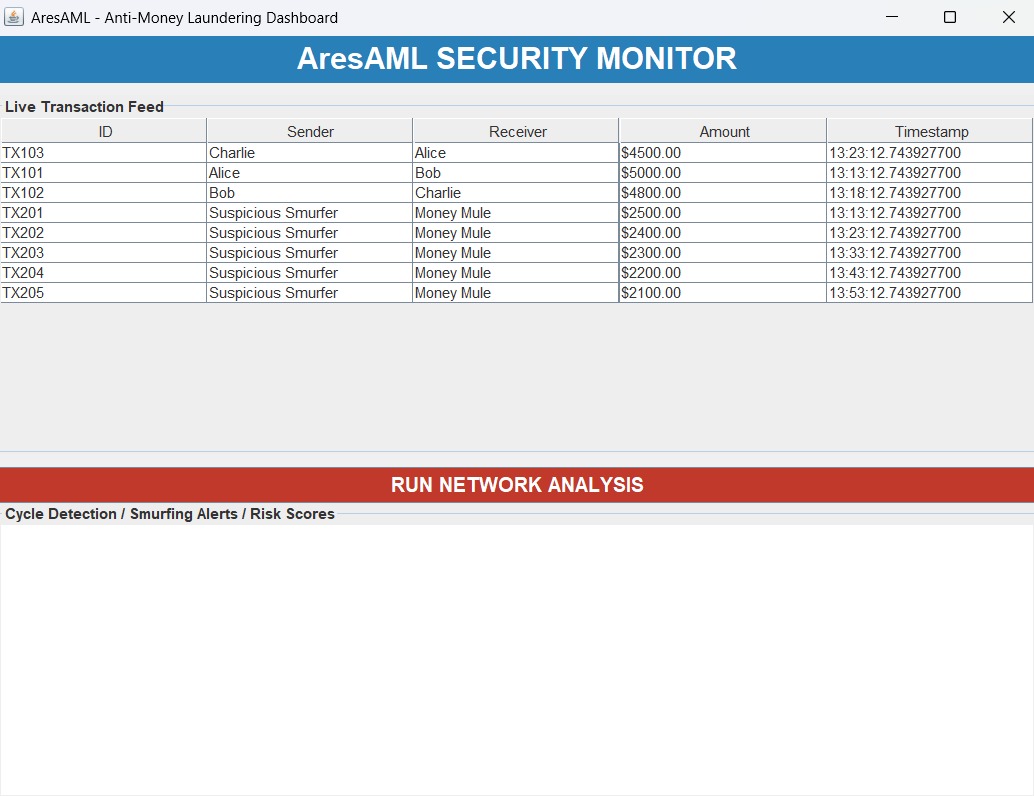 AresAML - Anti-Money Laundering Dashboard
AresAML SECURITY MONITOR
Live Transaction Feed
ID Sender Receiver Amount Timestamp
TX103 Charlie Alice $4500.00 13:23:12.743927700
TX101 Alice Bob $5000.00 13:13:12.743927700
TX102 Bob Charlie $4800.00 13:18:12.743927700
TX201 Suspicious Smurfer Money Mule $2500.00 13:13:12.743927700
TX202 Suspicious Smurfer Money Mule $2400.00 13:23:12.743927700
TX203 Suspicious Smurfer Money Mule $2300.00 13:33:12.743927700
TX204 Suspicious Smurfer Money Mule $2200.00 13:43:12.743927700
TX205 Suspicious Smurfer Money Mule $2100.00 13:53:12.743927700
RUN NETWORK ANALYSIS
Cycle Detection / Smurfing Alerts / Risk Scores